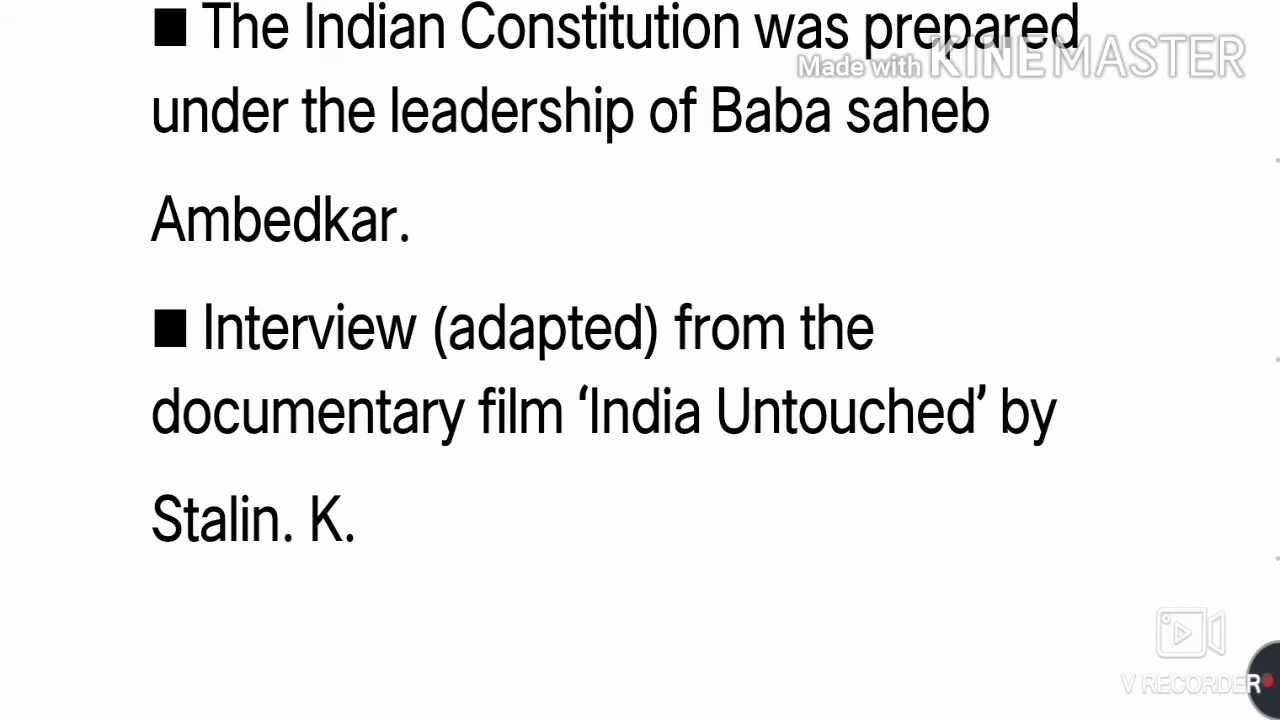 ■ The Indian Constitution was prepared
Made with KINEMASTER
under the leadership of Baba saheb
Ambedkar.
■ Interview (adapted) from the
documentary film ‘India Untouched’ by
Stalin. K.
V RECORDER